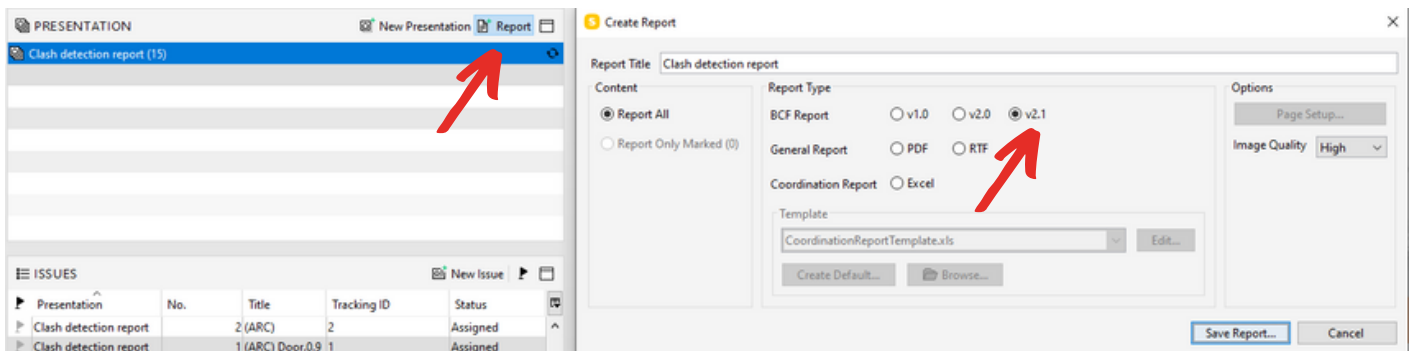 PRESENTATION
New Presentation
Report
Clash detection report (15)
ISSUES
New Issue
Presentation No. Title Tracking ID Status
Clash detection report 2 (ARC) 2 Assigned
Clash detection report 1 (ARC) Door.0.9 1 Assigned
S Create Report
Report Title Clash detection report
Content
Report All
Report Only Marked (0)
Report Type
BCF Report v1.0 v2.0 v2.1
General Report PDF RTF
Coordination Report Excel
Template
CoordinationReportTemplate.xls
Edit...
Create Default...
Browse...
Options
Page Setup...
Image Quality High
Save Report...
Cancel